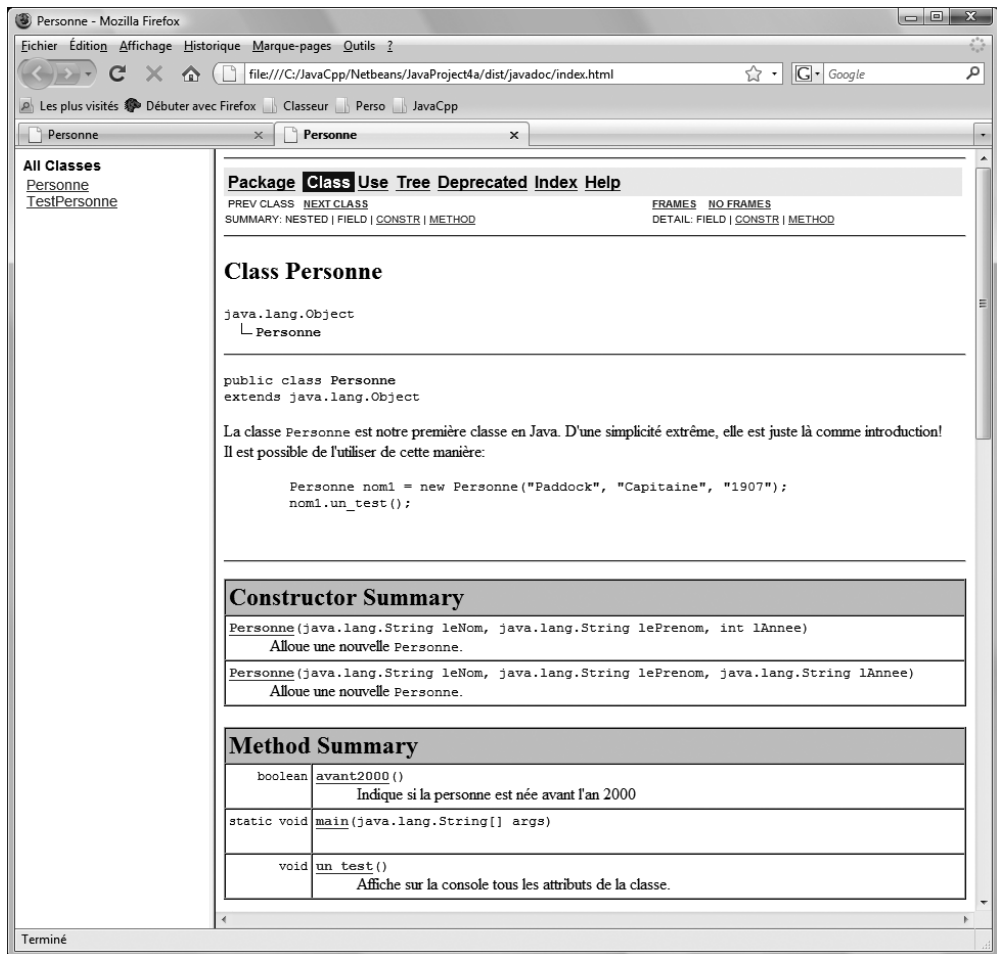 Personne - Mozilla Firefox
Fichier Édition Affichage Historique Marque-pages Outils ?
file:///C:/JavaCpp/Netbeans/JavaProject4a/dist/javadoc/index.html
G Google
Les plus visités Débuter avec Firefox Classeur Perso JavaCpp
Personne Personne
All Classes
Personne
TestPersonne
Package Class Use Tree Deprecated Index Help
PREV CLASS NEXT CLASS FRAMES NO FRAMES
SUMMARY: NESTED | FIELD | CONSTR | METHOD DETAIL: FIELD | CONSTR | METHOD
Class Personne
java.lang.Object
Personne
public class Personne
extends java.lang.Object
La classe Personne est notre première classe en Java. D'une simplicité extrême, elle est juste là comme introduction!
Il est possible de l'utiliser de cette manière:
Personne nom1 = new Personne("Paddock", "Capitaine", "1907");
nom1.un_test();
Constructor Summary
Personne(java.lang.String leNom, java.lang.String lePrenom, int lAnnee)
Alloue une nouvelle Personne.
Personne(java.lang.String leNom, java.lang.String lePrenom, java.lang.String lAnnee)
Alloue une nouvelle Personne.
Method Summary
boolean avant2000()
Indique si la personne est née avant l'an 2000
static void main(java.lang.String[] args)
void un_test()
Affiche sur la console tous les attributs de la classe.
Terminé